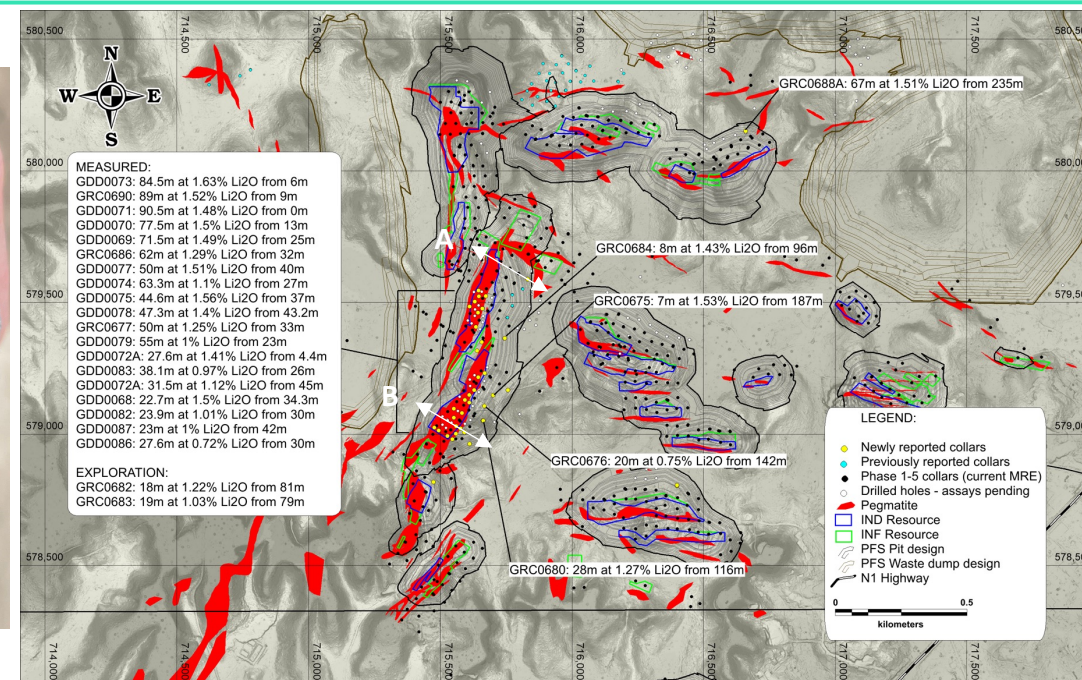 580,500
714,500
715,000
715,500
716,000
716,500
717,000
717,500
580,50
N
W E
S
GRC0688A: 67m at 1.51% Li2O from 235m
580,000
580,0
MEASURED:
GDD0073: 84.5m at 1.63% Li2O from 6m
GRC0690: 89m at 1.52% Li2O from 9m
GDD0071: 90.5m at 1.48% Li2O from 0m
GDD0070: 77.5m at 1.5% Li2O from 13m
GDD0069: 71.5m at 1.49% Li2O from 25m
GRC0686: 62m at 1.29% Li2O from 32m
GDD0077: 50m at 1.51% Li2O from 40m
GDD0074: 63.3m at 1.1% Li2O from 27m
GDD0075: 44.6m at 1.56% Li2O from 37m
GDD0078: 47.3m at 1.4% Li2O from 43.2m
GRC0677: 50m at 1.25% Li2O from 33m
GDD0079: 55m at 1% Li2O from 23m
GDD0072A: 27.6m at 1.41% Li2O from 4.4m
GDD0083: 38.1m at 0.97% Li2O from 26m
GDD0072A: 31.5m at 1.12% Li2O from 45m
GDD0068: 22.7m at 1.5% Li2O from 34.3m
GDD0082: 23.9m at 1.01% Li2O from 30m
GDD0087: 23m at 1% Li2O from 42m
GDD0086: 27.6m at 0.72% Li2O from 30m
EXPLORATION:
GRC0682: 18m at 1.22% Li2O from 81m
GRC0683: 19m at 1.03% Li2O from 79m
A
GRC0684: 8m at 1.43% Li2O from 96m
579,500
GRC0675: 7m at 1.53% Li2O from 187m
579,5
B
579,000
GRC0676: 20m at 0.75% Li2O from 142m
578,500
GRC0680: 28m at 1.27% Li2O from 116m
LEGEND:
Newly reported collars
Previously reported collars
Phase 1-5 collars (current MRE)
Drilled holes - assays pending
Pegmatite
IND Resource
INF Resource
PFS Pit design
PFS Waste dump design
N1 Highway
0 0.5
kilometers
714,000
714,500
715,000
715,500
716,000
716,500
717,000
717,500